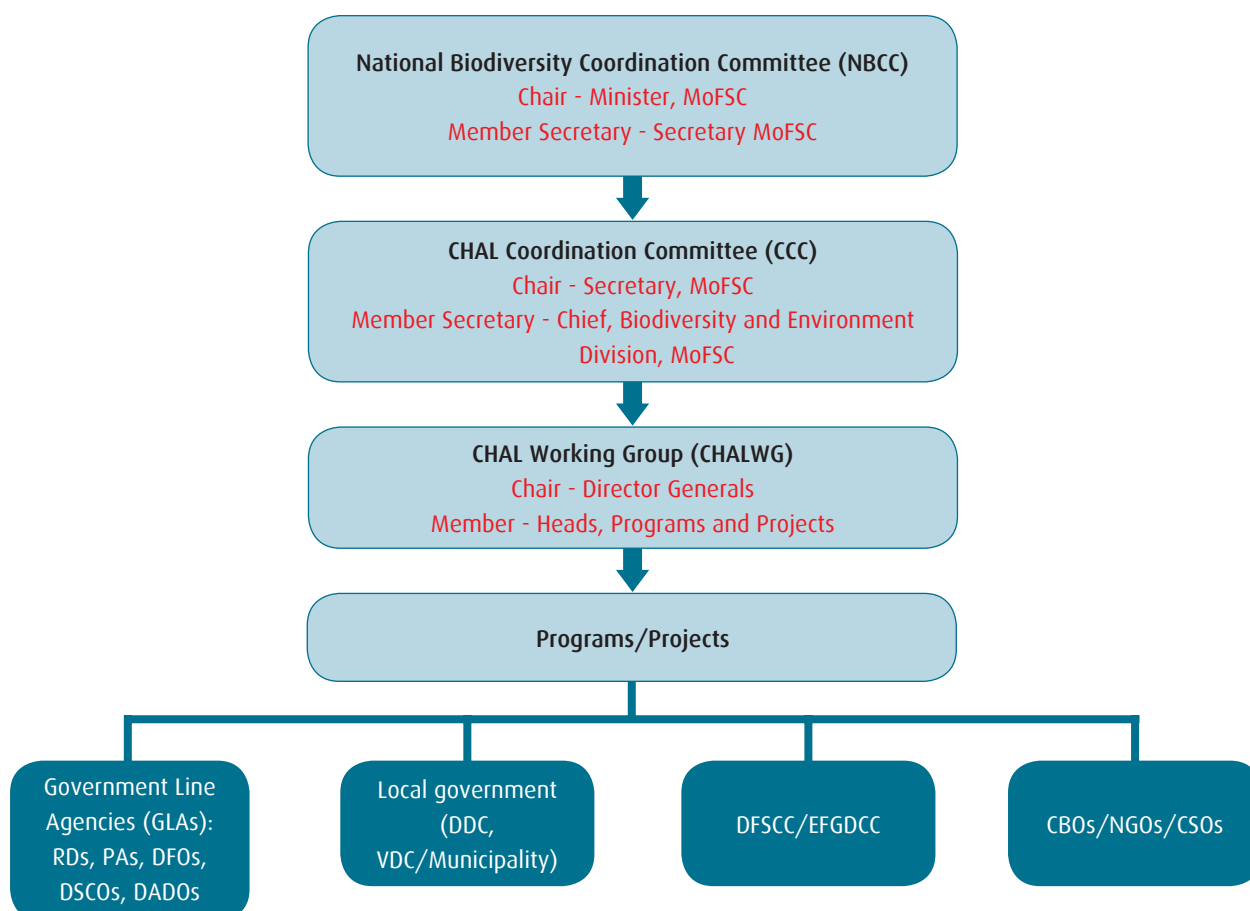 National Biodiversity Coordination Committee (NBCC)
Chair - Minister, MoFSC
Member Secretary - Secretary MoFSC
CHAL Coordination Committee (CCC)
Chair - Secretary, MoFSC
Member Secretary - Chief, Biodiversity and Environment
Division, MoFSC
CHAL Working Group (CHALWG)
Chair - Director Generals
Member - Heads, Programs and Projects
Programs/Projects
Government Line
Agencies (GLAs):
RDs, PAs, DFOs,
DSCOs, DADOs
Local government
(DDC,
VDC/Municipality)
DFSCC/EFGDCC
CBOs/NGOs/CSOs